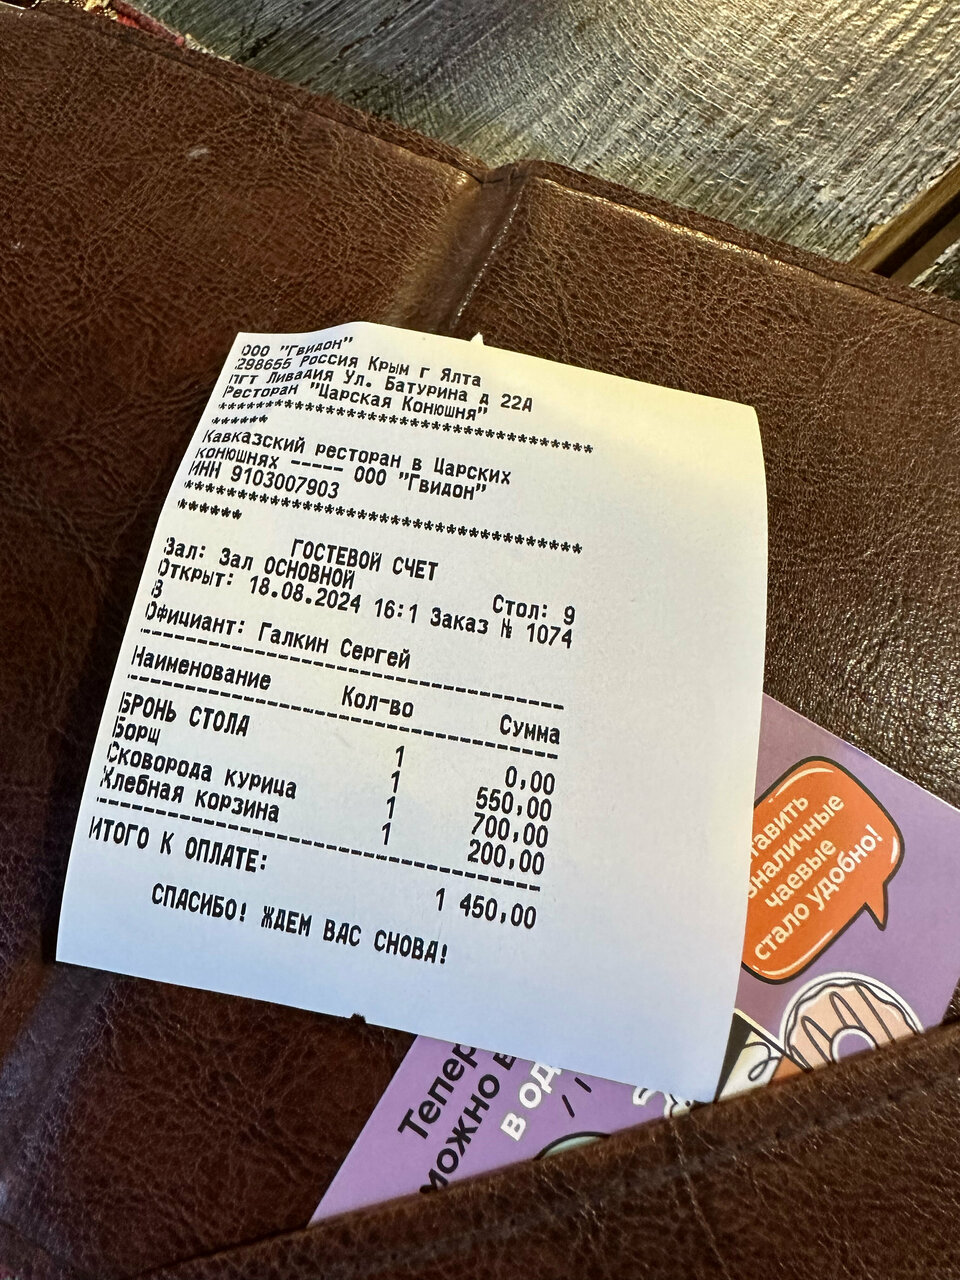 ООО "Гвидон"
298655 Россия Крым г Ялта
пгт Ливадия Ул. Батурина д 22А
Ресторан "Царская Конюшня"
***********************************
******
Кавказский ресторан в Царских
конюшнях ----- ООО "Гвидон"
ИНН 9103007903
***********************************
******
ГОСТЕВОЙ СЧЕТ
Зал: Зал ОСНОВНОЙ Стол: 9
Открыт: 18.08.2024 16:1 Заказ № 1074
8
Официант: Галкин Сергей
Наименование Кол-во Сумма
БРОНЬ СТОЛА 1 0,00
Борщ 1 550,00
Сковорода курица 1 700,00
Хлебная корзина 1 200,00
ИТОГО К ОПЛАТЕ: 1 450,00
СПАСИБО! ЖДЕМ ВАС СНОВА!
чаевые
стало удобно!
можно